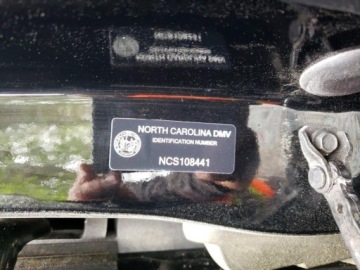 NORTH CAROLINA DMV
IDENTIFICATION NUMBER
NCS108441